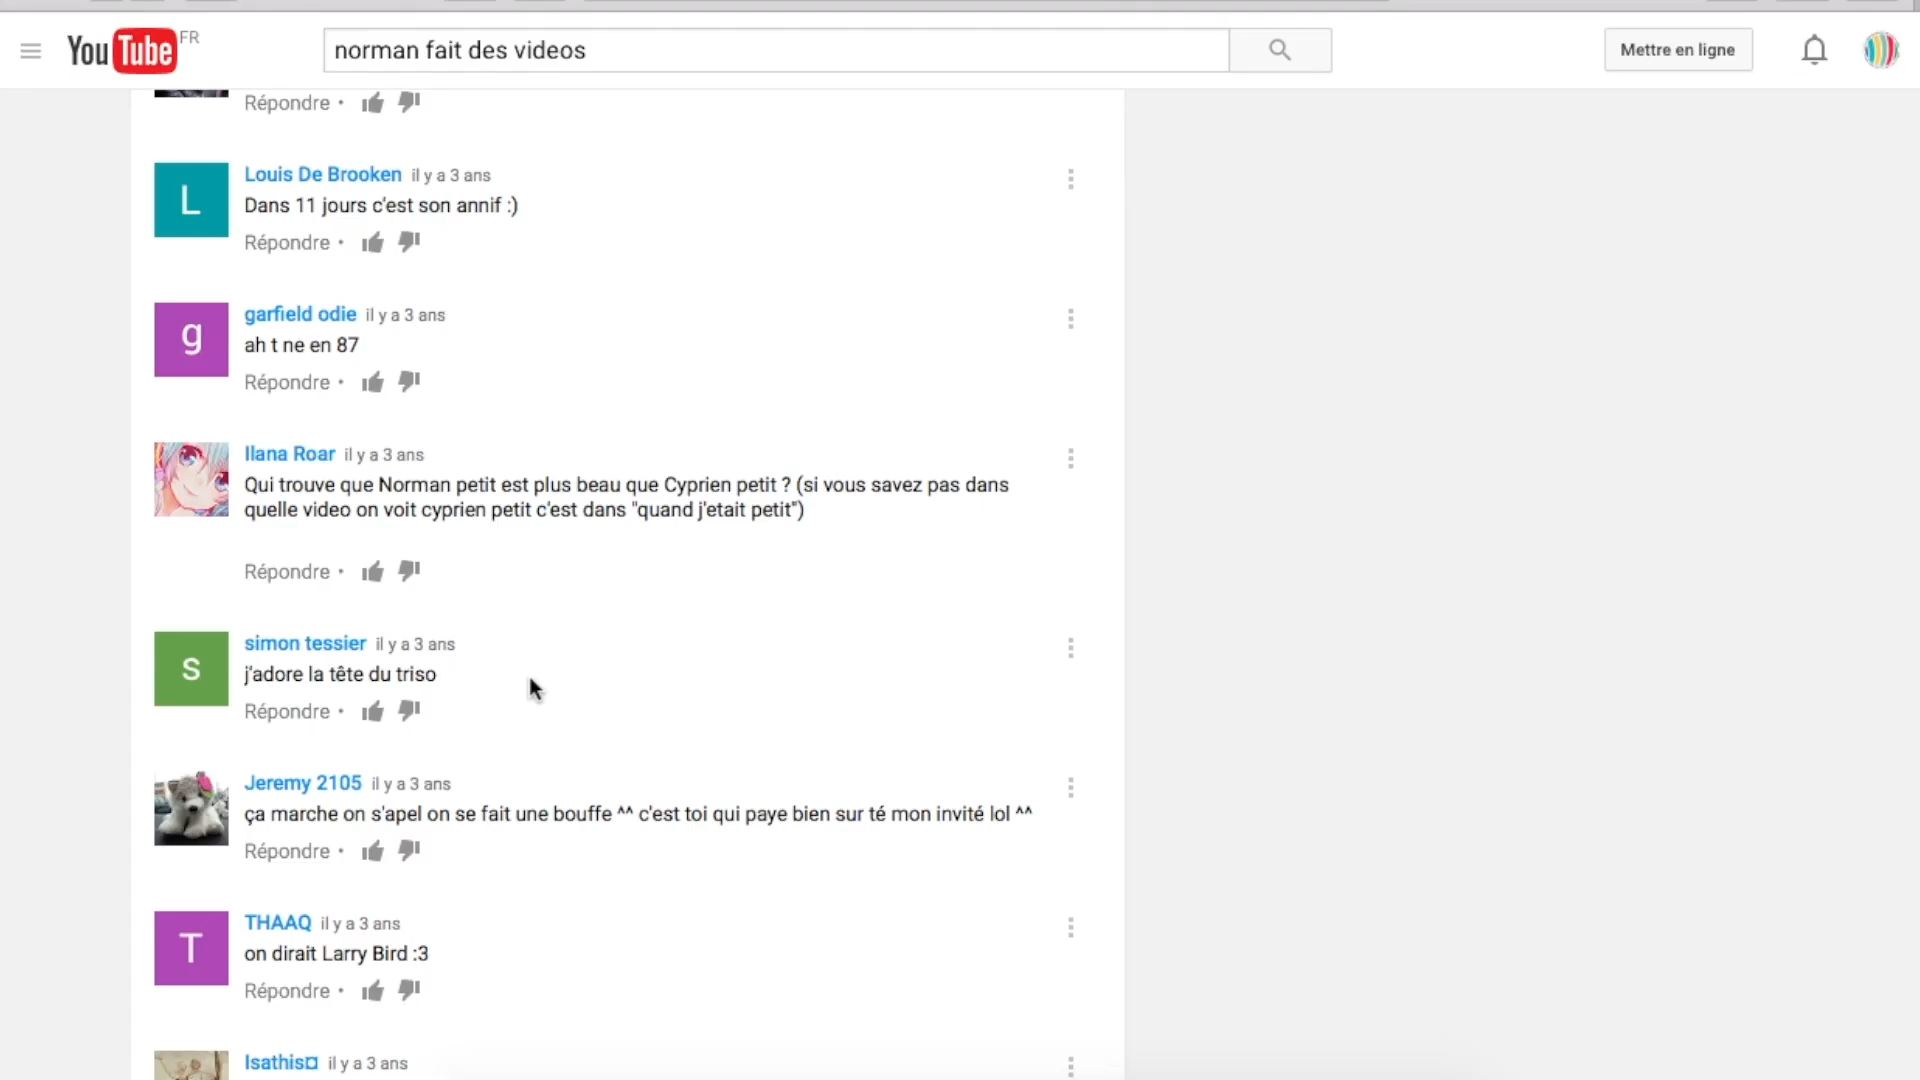 YouTube FR
norman fait des videos
Mettre en ligne
Répondre •
L
Louis De Brooken il y a 3 ans
Dans 11 jours c'est son annif :)
Répondre •
g
garfield odie il y a 3 ans
ah t ne en 87
Répondre •
Ilana Roar il y a 3 ans
Qui trouve que Norman petit est plus beau que Cyprien petit ? (si vous savez pas dans
quelle video on voit cyprien petit c'est dans "quand j'etait petit")
Répondre •
s
simon tessier il y a 3 ans
j'adore la tête du triso
Répondre •
Jeremy 2105 il y a 3 ans
ça marche on s'apel on se fait une bouffe ^^ c'est toi qui paye bien sur té mon invité lol ^^
Répondre •
T
THAAQ il y a 3 ans
on dirait Larry Bird :3
Répondre •
Isathis¤ il y a 3 ans